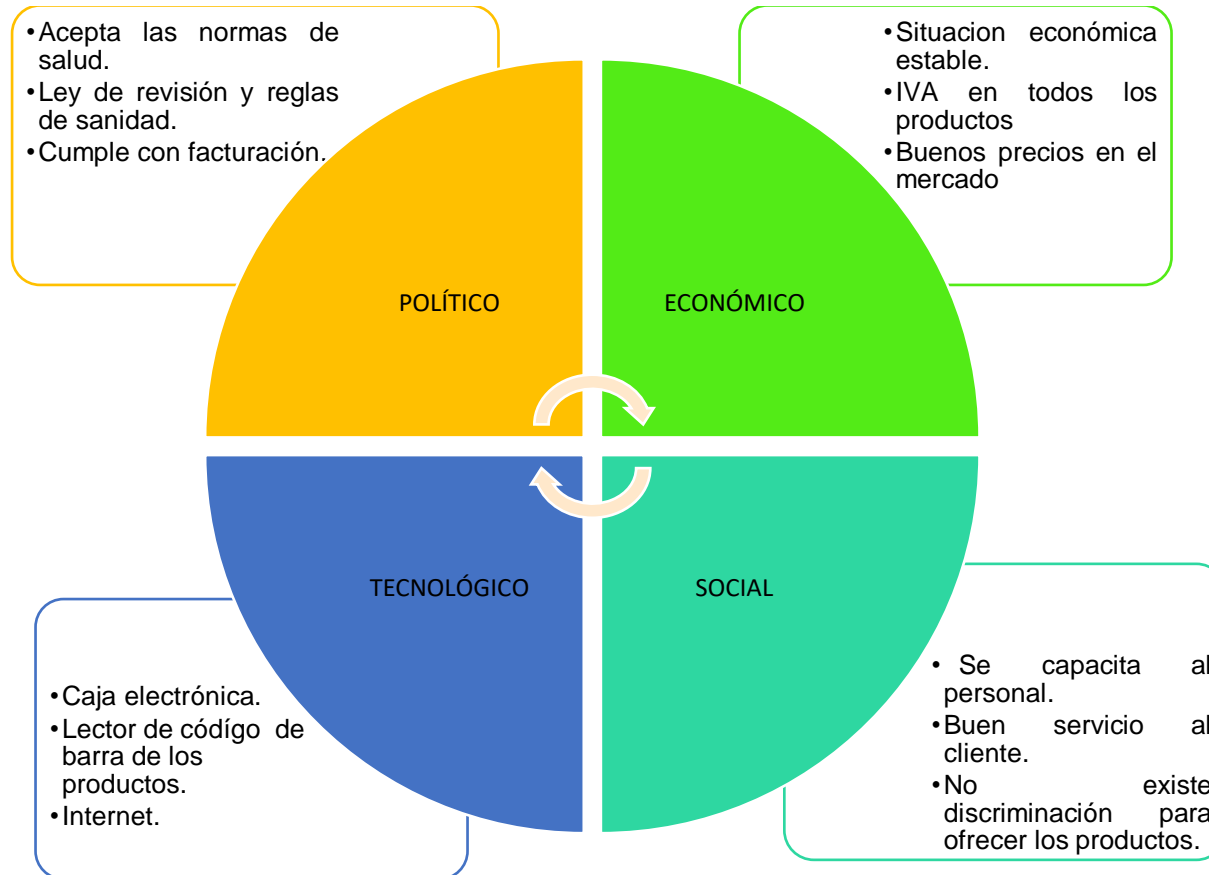 •Acepta las normas de
salud.
•Ley de revisión y reglas
de sanidad.
•Cumple con facturación.
•Situacion económica
estable.
•IVA en todos los
productos
•Buenos precios en el
mercado
POLÍTICO
ECONÓMICO
TECNOLÓGICO
SOCIAL
•Caja electrónica.
•Lector de códígo de
barra de los
productos.
•Internet.
• Se capacita al
personal.
•Buen servicio al
cliente.
•No existe
discriminación para
ofrecer los productos.